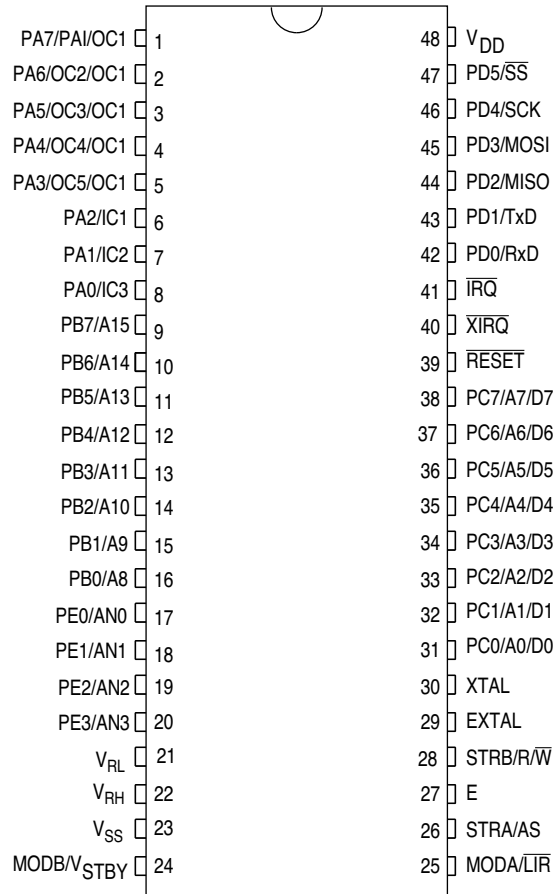 PA7/PAI/OC1 1 48 VDD
PA6/OC2/OC1 2 47 PD5/S̅S̅
PA5/OC3/OC1 3 46 PD4/SCK
PA4/OC4/OC1 4 45 PD3/MOSI
PA3/OC5/OC1 5 44 PD2/MISO
PA2/IC1 6 43 PD1/TxD
PA1/IC2 7 42 PD0/RxD
PA0/IC3 8 41 I̅R̅Q̅
PB7/A15 9 40 X̅I̅R̅Q̅
PB6/A14 10 39 R̅E̅S̅E̅T̅
PB5/A13 11 38 PC7/A7/D7
PB4/A12 12 37 PC6/A6/D6
PB3/A11 13 36 PC5/A5/D5
PB2/A10 14 35 PC4/A4/D4
PB1/A9 15 34 PC3/A3/D3
PB0/A8 16 33 PC2/A2/D2
PE0/AN0 17 32 PC1/A1/D1
PE1/AN1 18 31 PC0/A0/D0
PE2/AN2 19 30 XTAL
PE3/AN3 20 29 EXTAL
VRL 21 28 STRB/R/W̅
VRH 22 27 E
VSS 23 26 STRA/AS
MODB/VSTBY 24 25 MODA/L̅I̅R̅